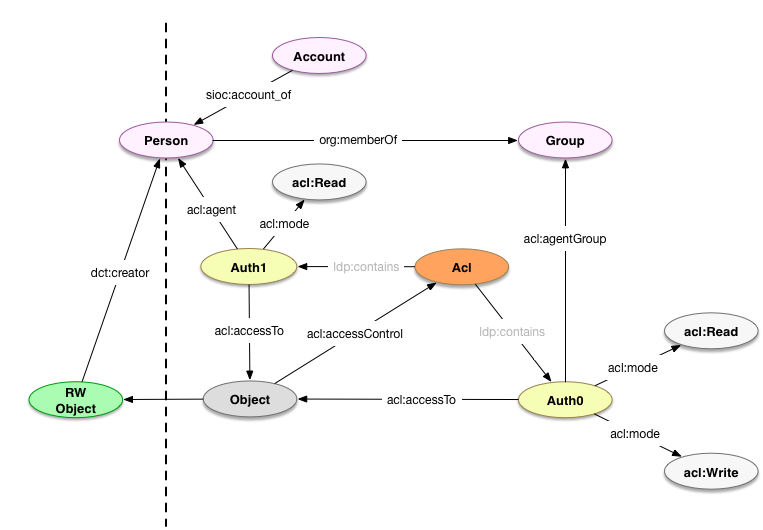 Account
sioc:account_of
Person
org:memberOf
Group
acl:Read
acl:agent
acl:mode
acl:agentGroup
Auth1
ldp:contains
Acl
dct:creator
acl:accessTo
acl:accessControl
ldp:contains
acl:Read
acl:mode
RW
Object
Object
acl:accessTo
Auth0
acl:mode
acl:Write